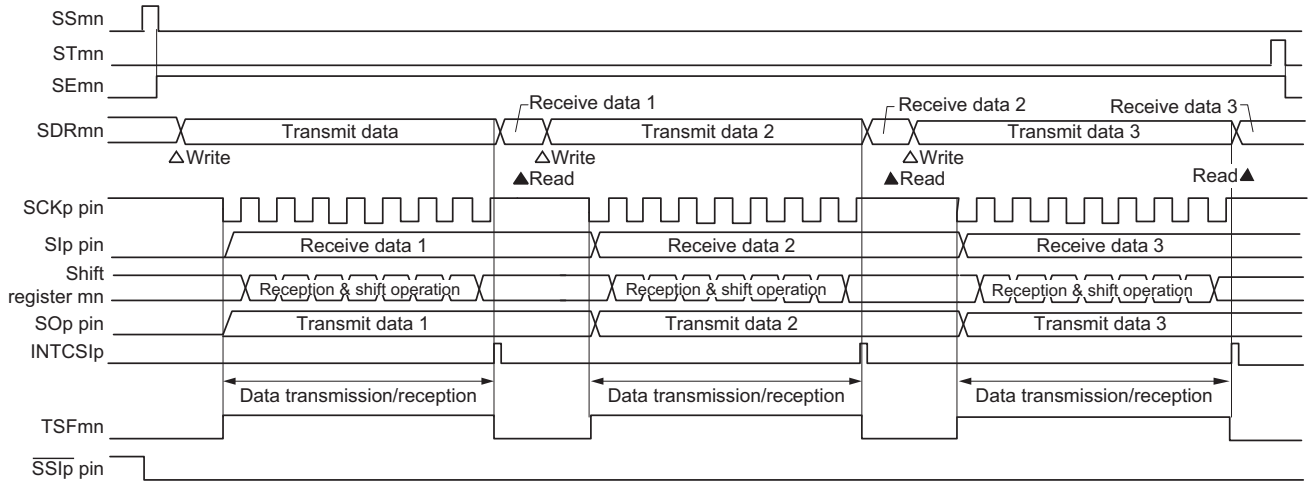 SSmn
STmn
SEmn
Receive data 1
Receive data 2
Receive data 3
SDRmn
Transmit data
Transmit data 2
Transmit data 3
△Write
△Write
△Write
▲Read
▲Read
Read▲
SCKp pin
SIp pin
Receive data 1
Receive data 2
Receive data 3
Shift
register mn
Reception & shift operation
Reception & shift operation
Reception & shift operation
SOp pin
Transmit data 1
Transmit data 2
Transmit data 3
INTCSIp
Data transmission/reception
Data transmission/reception
Data transmission/reception
TSFmn
SSIp pin